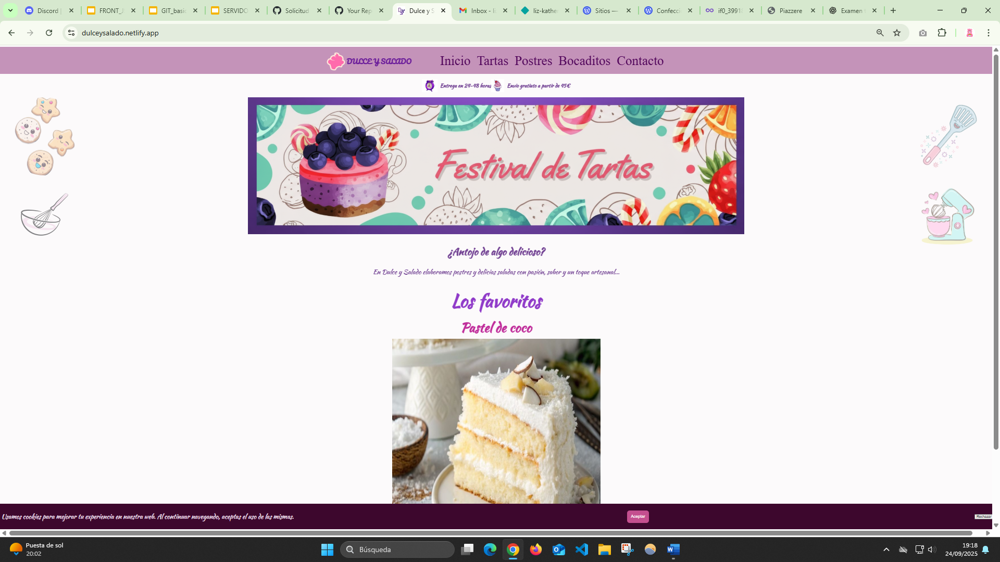 Discord |
FRONT_J
GIT_basic
SERVIDO
Solicitud
Your Rep
Dulce y S
Inbox - li
liz-kather
Sitios —
Confecci
if0_3991
Piazzere
Examen
dulceysalado.netlify.app
DULCE Y SALADO
Inicio Tartas Postres Bocaditos Contacto
Entrega en 24-48 horas Envio gratiuto a partir de 45€
Festival de Tartas
¿Antojo de algo delicioso?
En Dulce y Salado elaboramos postres y delicias saladas con pasión, sabor y un toque artesanal...
Los favoritos
Pastel de coco
Usamos cookies para mejorar tu experiencia en nuestra web. Al continuar navegando, aceptas el uso de las mismas.
Aceptar
Rechazar
Puesta de sol
20:02
Búsqueda
19:18
24/09/2025